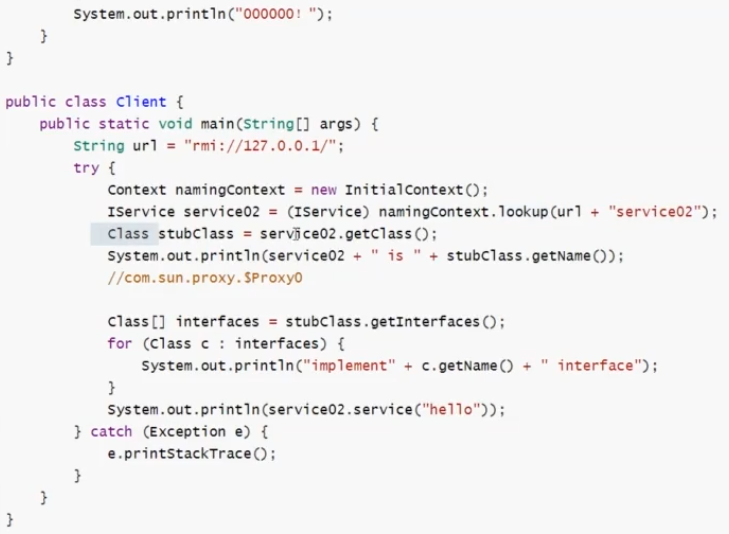 System.out.println("000000！");
    }
}

public class Client {
    public static void main(String[] args) {
        String url = "rmi://127.0.0.1/";
        try {
            Context namingContext = new InitialContext();
            IService service02 = (IService) namingContext.lookup(url + "service02");
            Class stubClass = service02.getClass();
            System.out.println(service02 + " is " + stubClass.getName());
            //com.sun.proxy.$Proxy0

            Class[] interfaces = stubClass.getInterfaces();
            for (Class c : interfaces) {
                System.out.println("implement" + c.getName() + " interface");
            }
            System.out.println(service02.service("hello"));
        } catch (Exception e) {
            e.printStackTrace();
        }
    }
}